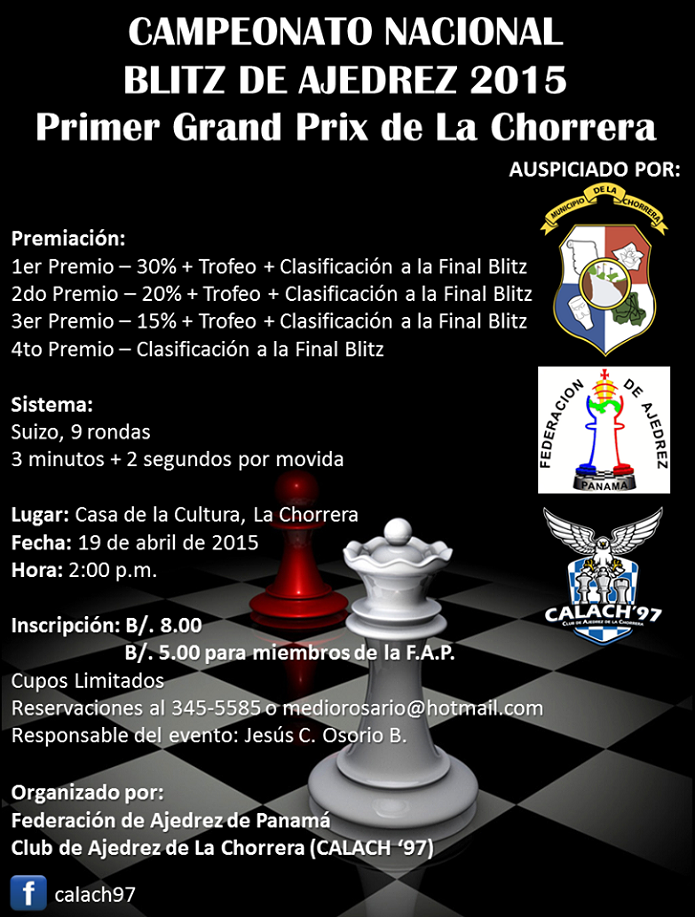 CAMPEONATO NACIONAL
BLITZ DE AJEDREZ 2015
Primer Grand Prix de La Chorrera
AUSPICIADO POR:
MUNICIPIO DE LA CHORRERA
Premiación:
1er Premio – 30% + Trofeo + Clasificación a la Final Blitz
2do Premio – 20% + Trofeo + Clasificación a la Final Blitz
3er Premio – 15% + Trofeo + Clasificación a la Final Blitz
4to Premio – Clasificación a la Final Blitz
FEDERACION DE AJEDREZ
PANAMA
Sistema:
Suizo, 9 rondas
3 minutos + 2 segundos por movida
Lugar: Casa de la Cultura, La Chorrera
Fecha: 19 de abril de 2015
Hora: 2:00 p.m.
CALACH'97
CLUB DE AJEDREZ DE LA CHORRERA
Inscripción: B/. 8.00
B/. 5.00 para miembros de la F.A.P.
Cupos Limitados
Reservaciones al 345-5585 o mediorosario@hotmail.com
Responsable del evento: Jesús C. Osorio B.
Organizado por:
Federación de Ajedrez de Panamá
Club de Ajedrez de La Chorrera (CALACH ‘97)
f calach97